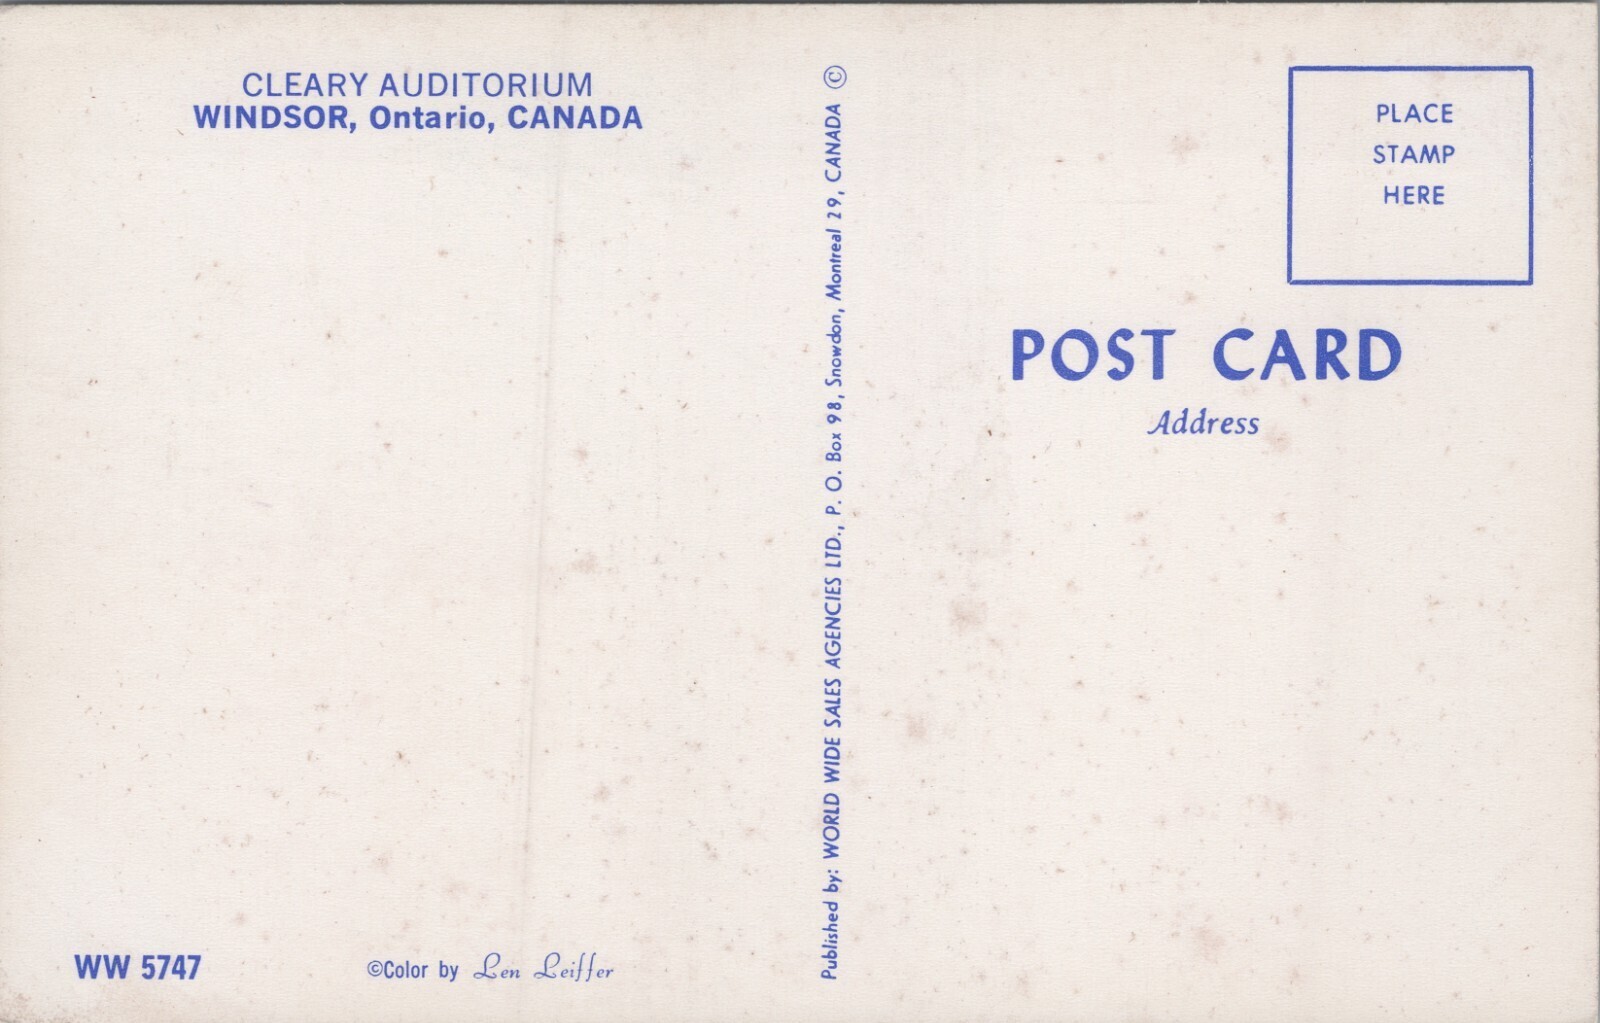 CLEARY AUDITORIUM
WINDSOR, Ontario, CANADA
WW 5747
©Color by Len Leiffer
Published by: WORLD WIDE SALES AGENCIES LTD., P. O. Box 98, Snowdon, Montreal 29, CANADA ©
PLACE
STAMP
HERE
POST CARD
Address